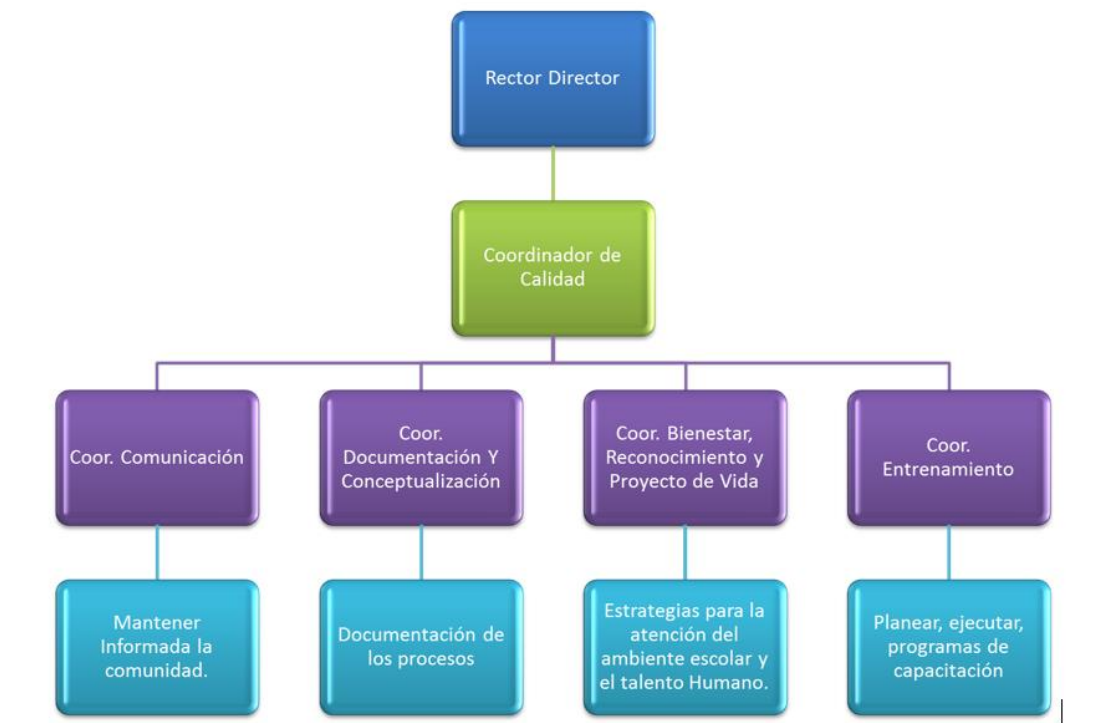 Rector Director
Coordinador de
Calidad
Coor. Comunicación
Coor.
Documentación Y
Conceptualización
Coor. Bienestar,
Reconocimiento y
Proyecto de Vida
Coor.
Entrenamiento
Mantener
Informada la
comunidad.
Documentación de
los procesos
Estrategias para la
atención del
ambiente escolar y
el talento Humano.
Planear, ejecutar,
programas de
capacitación